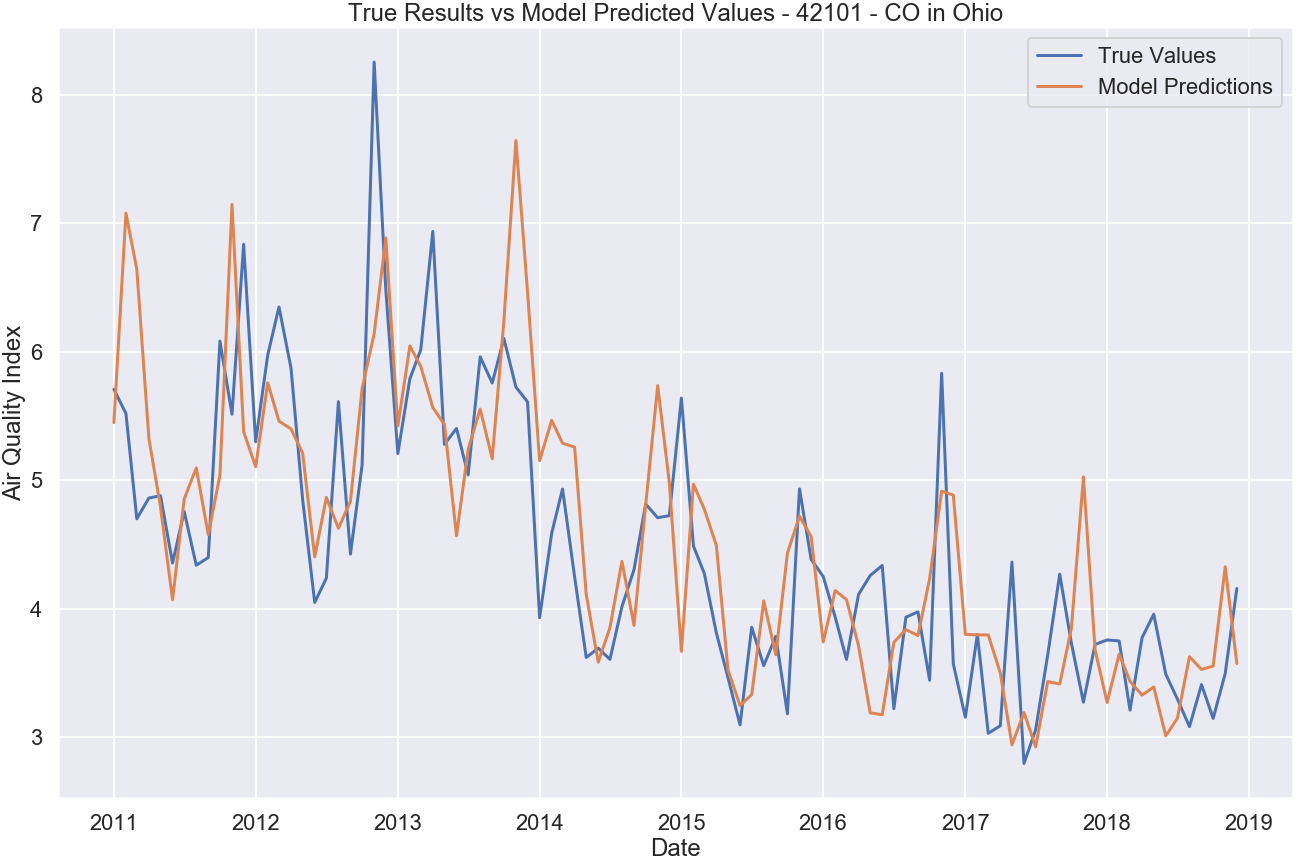 True Results vs Model Predicted Values - 42101 - CO in Ohio
True Values
Model Predictions
Air Quality Index
8
7
6
5
4
3
2011 2012 2013 2014 2015 2016 2017 2018 2019
Date